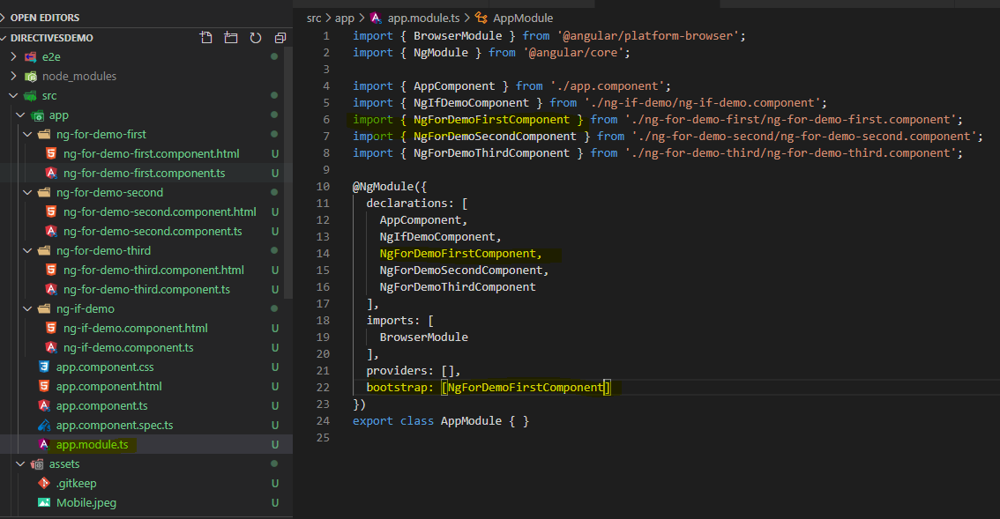 OPEN EDITORS
DIRECTIVESDEMO
e2e
node_modules
src
app
ng-for-demo-first
ng-for-demo-first.component.html U
ng-for-demo-first.component.ts U
ng-for-demo-second
ng-for-demo-second.component.html U
ng-for-demo-second.component.ts U
ng-for-demo-third
ng-for-demo-third.component.html U
ng-for-demo-third.component.ts U
ng-if-demo
ng-if-demo.component.html U
ng-if-demo.component.ts U
app.component.css U
app.component.html U
app.component.ts U
app.component.spec.ts U
app.module.ts U
assets
.gitkeep U
Mobile.jpeg U
src > app > app.module.ts > AppModule
1 import { BrowserModule } from '@angular/platform-browser';
2 import { NgModule } from '@angular/core';
3
4 import { AppComponent } from './app.component';
5 import { NgIfDemoComponent } from './ng-if-demo/ng-if-demo.component';
6 import { NgForDemoFirstComponent } from './ng-for-demo-first/ng-for-demo-first.component';
7 import { NgForDemoSecondComponent } from './ng-for-demo-second/ng-for-demo-second.component';
8 import { NgForDemoThirdComponent } from './ng-for-demo-third/ng-for-demo-third.component';
9
10 @NgModule({
11 declarations: [
12 AppComponent,
13 NgIfDemoComponent,
14 NgForDemoFirstComponent,
15 NgForDemoSecondComponent,
16 NgForDemoThirdComponent
17 ],
18 imports: [
19 BrowserModule
20 ],
21 providers: [],
22 bootstrap: [NgForDemoFirstComponent]
23 })
24 export class AppModule { }
25